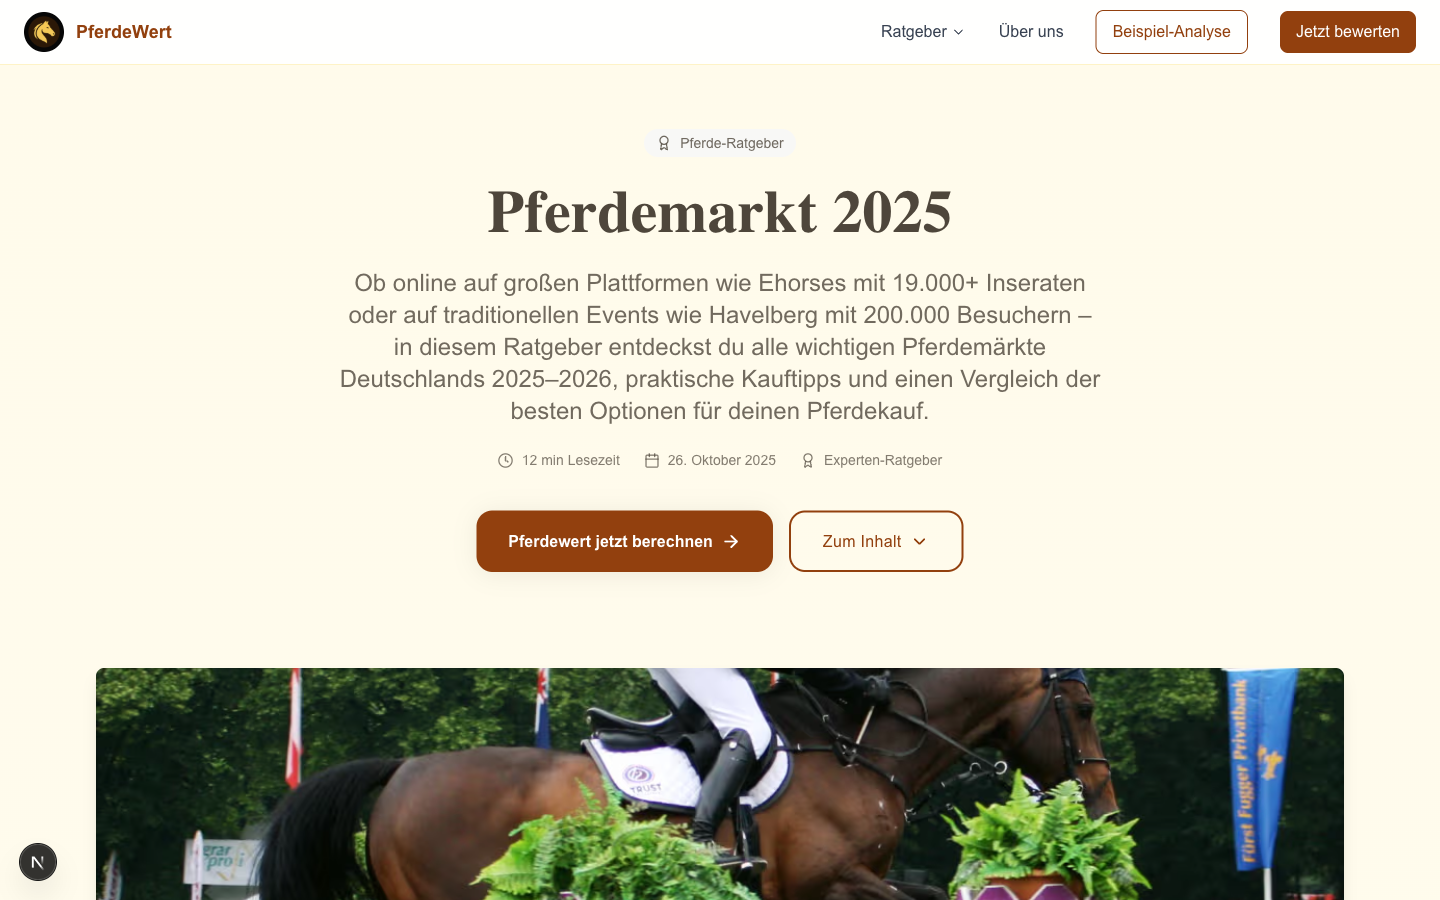 PferdeWert
Ratgeber
Über uns
Beispiel-Analyse
Jetzt bewerten
Pferde-Ratgeber
Pferdemarkt 2025
Ob online auf großen Plattformen wie Ehorses mit 19.000+ Inseraten
oder auf traditionellen Events wie Havelberg mit 200.000 Besuchern –
in diesem Ratgeber entdeckst du alle wichtigen Pferdemärkte
Deutschlands 2025–2026, praktische Kauftipps und einen Vergleich der
besten Optionen für deinen Pferdekauf.
12 min Lesezeit
26. Oktober 2025
Experten-Ratgeber
Pferdewert jetzt berechnen
Zum Inhalt
TRUST
Fürst Fugger Privatbank
N